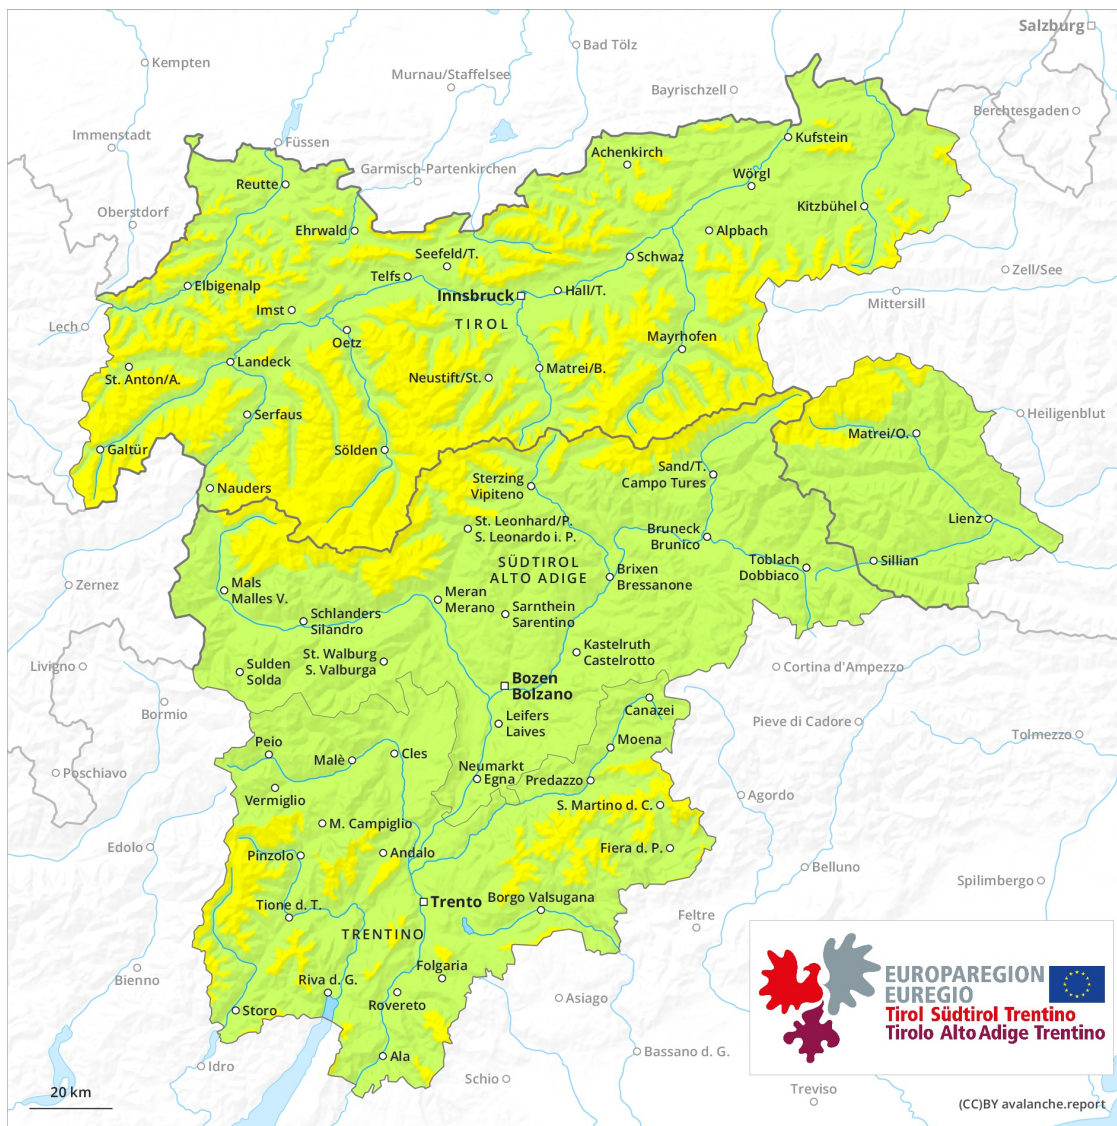 Salzburg
Bad Tölz
Kempten
Murnau/Staffelsee
Bayrischzell
Berchtesgaden
Immenstadt
Füssen
Kufstein
Achenkirch
Garmisch-Partenkirchen
Wörgl
Reutte
Oberstdorf
Kitzbühel
Ehrwald
Alpbach
Seefeld/T.
Schwaz
Telfs
Zell/See
Elbigenalp
Hall/T.
Innsbruck
Mittersill
Imst
TIROL
Lech
Oetz
Mayrhofen
Landeck
Matrei/B.
St. Anton/A.
Neustift/St.
Serfaus
Heiligenblut
Matrei/O.
Galtür
Sölden
Sand/T.
Campo Tures
Sterzing
Vipiteno
Nauders
Lienz
St. Leonhard/P.
S. Leonardo i. P.
Bruneck
Brunico
SÜDTIROL
ALTO ADIGE
Toblach
Dobbiaco
Sillian
Brixen
Bressanone
Zernez
Mals
Malles V.
Meran
Merano
Sarnthein
Sarentino
Schlanders
Silandro
Kastelruth
Castelrotto
St. Walburg
S. Valburga
Livigno
Sulden
Solda
Cortina d'Ampezzo
Bozen
Bolzano
Bormio
Canazei
Leifers
Laives
Pieve di Cadore
Tolmezzo
Peio
Moena
Cles
Malè
Poschiavo
Neumarkt
Egna
Predazzo
Vermiglio
Agordo
S. Martino d. C.
M. Campiglio
Edolo
Pinzolo
Andalo
Fiera d. P.
Belluno
Spilimbergo
Tione d. T.
Trento
Borgo Valsugana
Feltre
TRENTINO
Folgaria
Bienno
Riva d. G.
Rovereto
Asiago
Storo
EUROPAREGION
EUREGIO
Tirol Südtirol Trentino
Tirolo Alto Adige Trentino
Ala
Bassano d. G.
Idro
Schio
Treviso
20 km
(CC)BY avalanche.report